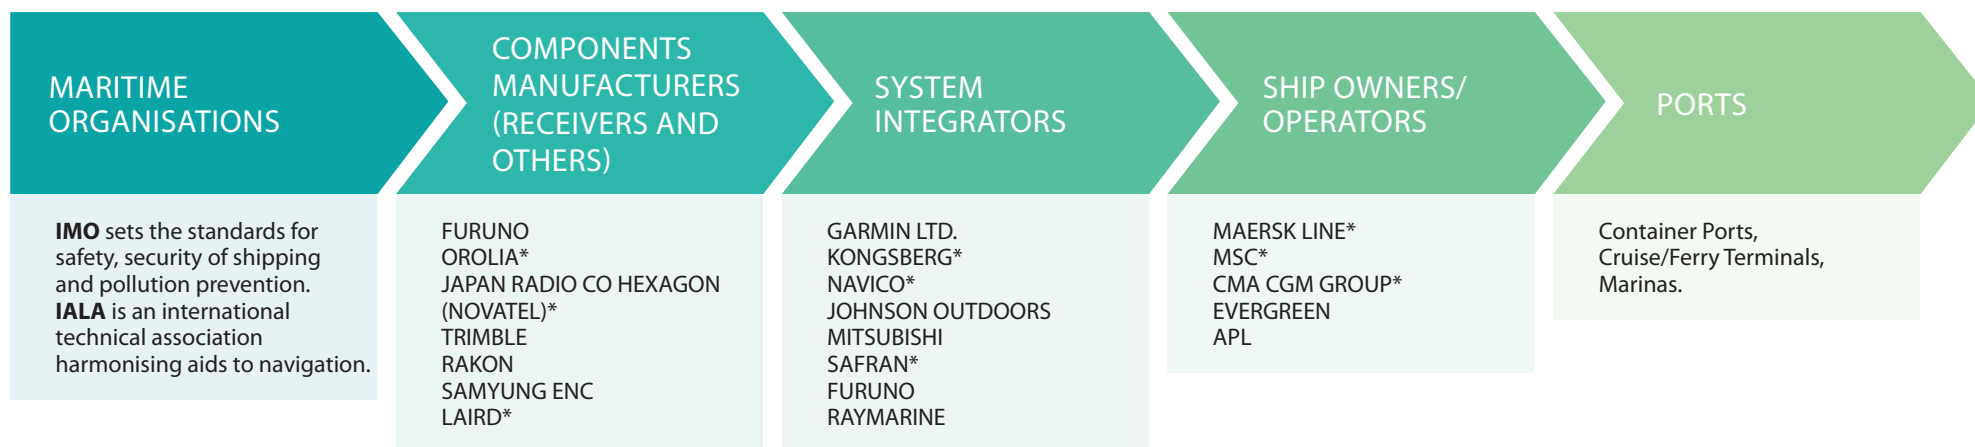 MARITIME
ORGANISATIONS
IMO sets the standards for
safety, security of shipping
and pollution prevention.
IALA is an international
technical association
harmonising aids to navigation.
COMPONENTS
MANUFACTURERS
(RECEIVERS AND
OTHERS)
FURUNO
OROLIA*
JAPAN RADIO CO HEXAGON
(NOVATEL)*
TRIMBLE
RAKON
SAMYUNG ENC
LAIRD*
SYSTEM
INTEGRATORS
GARMIN LTD.
KONGSBERG*
NAVICO*
JOHNSON OUTDOORS
MITSUBISHI
SAFRAN*
FURUNO
RAYMARINE
SHIP OWNERS/
OPERATORS
MAERSK LINE*
MSC*
CMA CGM GROUP*
EVERGREEN
APL
PORTS
Container Ports,
Cruise/Ferry Terminals,
Marinas.